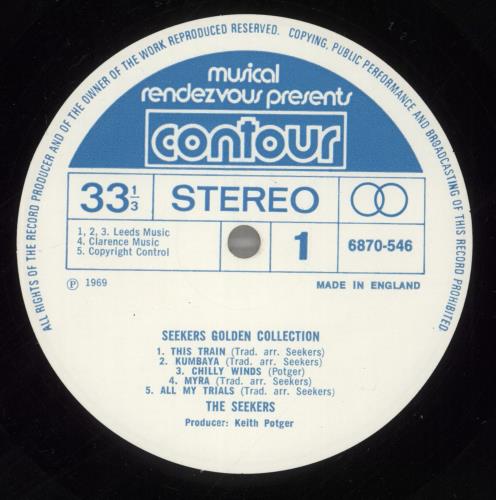 ALL RIGHTS OF THE RECORD PRODUCER AND OF THE OWNER OF THE WORK REPRODUCED RESERVED. COPYING, PUBLIC PERFORMANCE AND BROADCASTING OF THIS RECORD PROHIBITED
musical
rendezvous presents
contour
33⅓ STEREO
1, 2, 3. Leeds Music
4. Clarence Music
5. Copyright Control
1
6870-546
Ⓟ 1969
MADE IN ENGLAND
SEEKERS GOLDEN COLLECTION
1. THIS TRAIN (Trad. arr. Seekers)
2. KUMBAYA (Trad. arr. Seekers)
3. CHILLY WINDS (Potger)
4. MYRA (Trad. arr. Seekers)
5. ALL MY TRIALS (Trad. arr. Seekers)
THE SEEKERS
Producer: Keith Potger